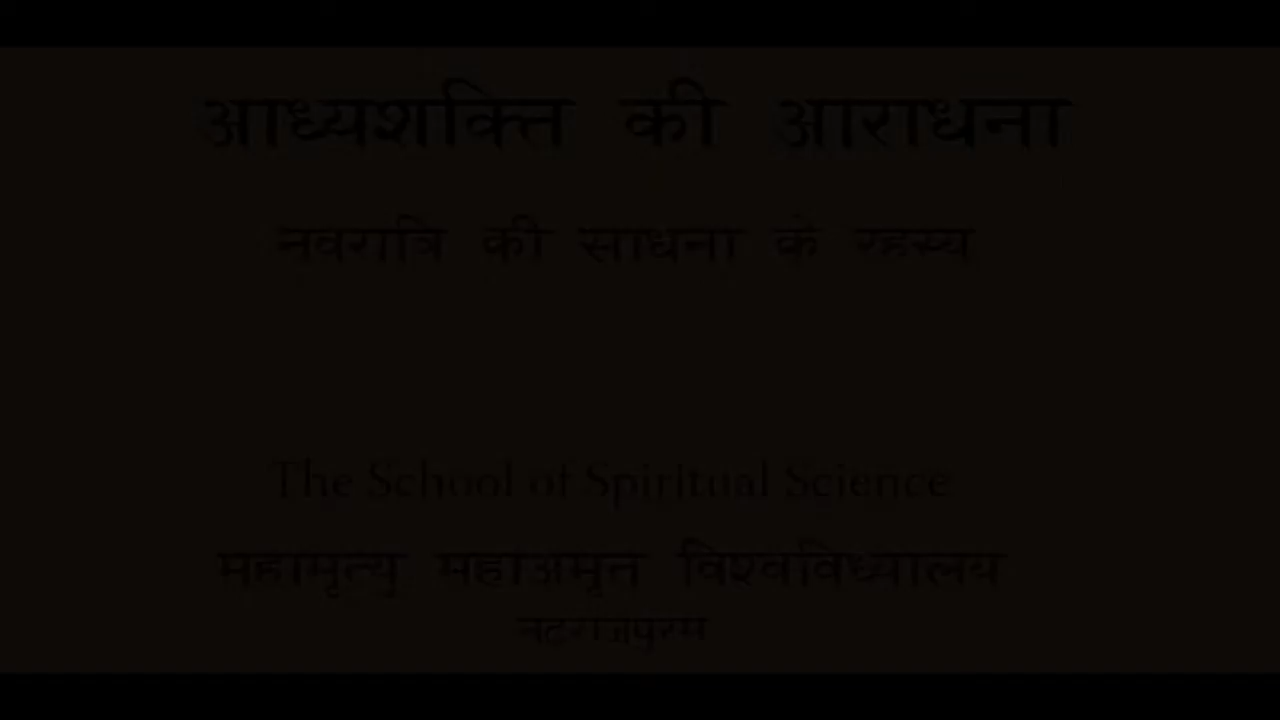 आध्यशक्ति की आराधना
नवरात्रि की साधना के रहस्य
The School of Spiritual Science
महामृत्यु महाअमृत विश्वविध्यालय
नटराजपुरम